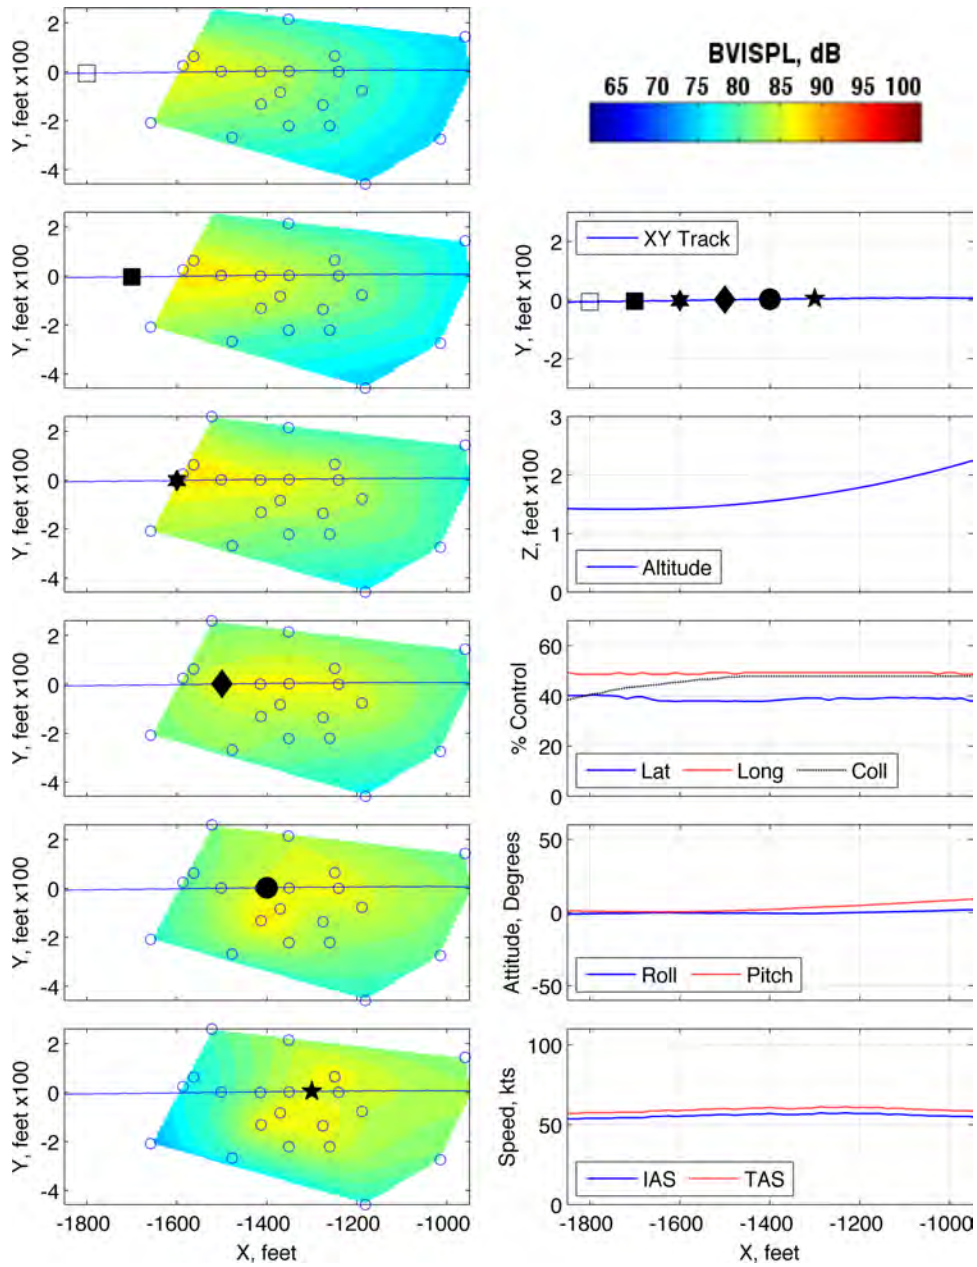 BVISPL, dB
65 70 75 78 80 85 90 95 100
Y, feet x100
2
0
-2
-4
Y, feet x100
2
0
-2
-4
Y, feet x100
2
0
-2
XY Track
Y, feet x100
2
0
-2
-4
Z, feet x100
3
2
1
0
Altitude
Y, feet x100
2
0
-2
-4
% Control
60
40
20
0
Lat Long Coll
Y, feet x100
2
0
-2
-4
Attitude, Degrees
50
0
-50
Roll Pitch
Y, feet x100
2
0
-2
-4
-1800 -1600 -1400 -1200 -1000
X, feet
Speed, kts
100
50
0
IAS TAS
-1800 -1600 -1400 -1200 -1000
X, feet